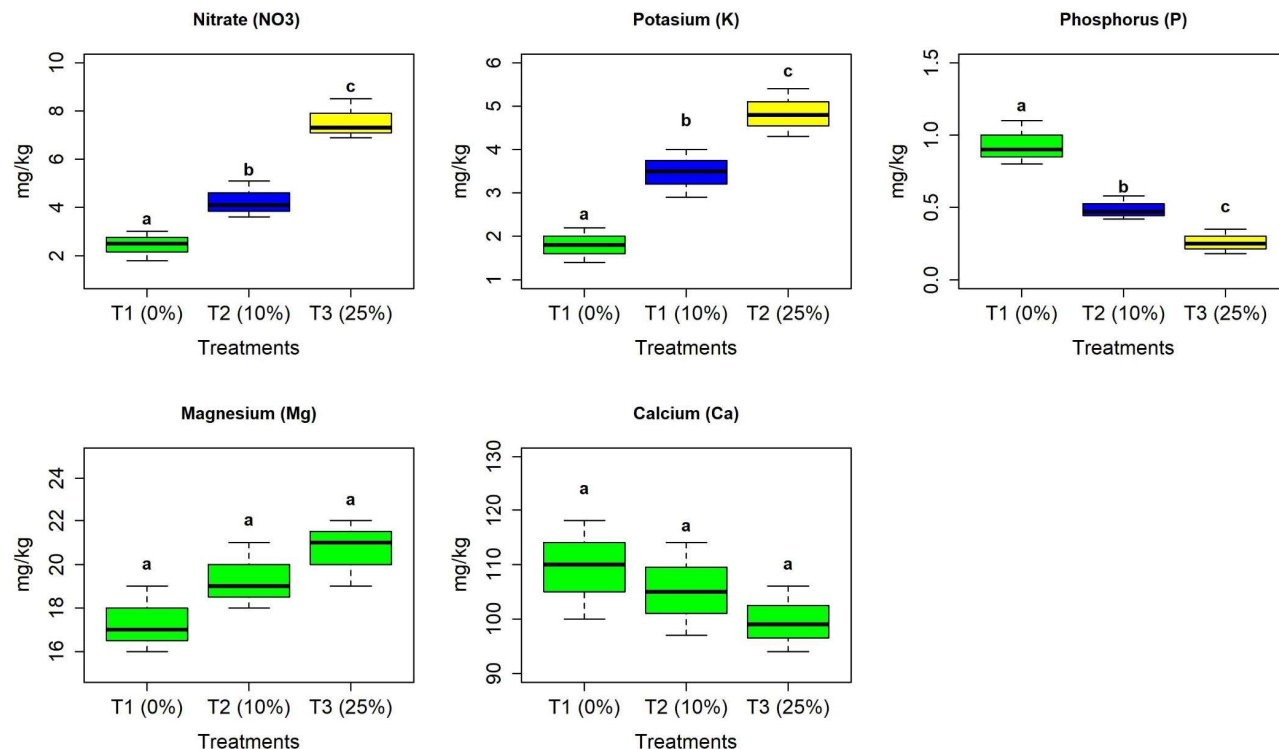 Nitrate (NO3)
mg/kg
10
8
6
4
2
a
b
c
T1 (0%) T2 (10%) T3 (25%)
Treatments
Potasium (K)
mg/kg
6
5
4
3
2
1
a
b
c
T1 (0%) T1 (10%) T2 (25%)
Treatments
Phosphorus (P)
mg/kg
1.5
1.0
0.5
0.0
a
b
c
T1 (0%) T2 (10%) T3 (25%)
Treatments
Magnesium (Mg)
mg/kg
24
22
20
18
16
a
a
a
T1 (0%) T2 (10%) T3 (25%)
Treatments
Calcium (Ca)
mg/kg
130
120
110
100
90
a
a
a
T1 (0%) T2 (10%) T3 (25%)
Treatments